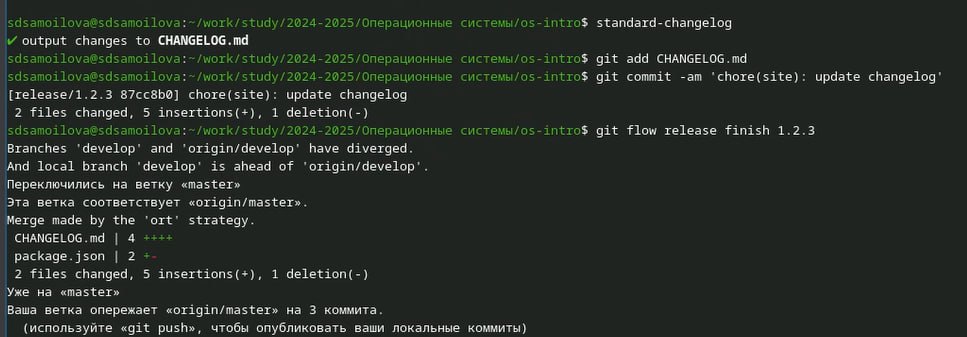 sdsamoilova@sdsamoilova:~/work/study/2024-2025/Операционные системы/os-intro$ standard-changelog
✔ output changes to CHANGELOG.md
sdsamoilova@sdsamoilova:~/work/study/2024-2025/Операционные системы/os-intro$ git add CHANGELOG.md
sdsamoilova@sdsamoilova:~/work/study/2024-2025/Операционные системы/os-intro$ git commit -am 'chore(site): update changelog'
[release/1.2.3 87cc8b0] chore(site): update changelog
 2 files changed, 5 insertions(+), 1 deletion(-)
sdsamoilova@sdsamoilova:~/work/study/2024-2025/Операционные системы/os-intro$ git flow release finish 1.2.3
Branches 'develop' and 'origin/develop' have diverged.
And local branch 'develop' is ahead of 'origin/develop'.
Переключились на ветку «master»
Эта ветка соответствует «origin/master».
Merge made by the 'ort' strategy.
 CHANGELOG.md | 4 ++++
 package.json | 2 +-
 2 files changed, 5 insertions(+), 1 deletion(-)
Уже на «master»
Ваша ветка опережает «origin/master» на 3 коммита.
  (используйте «git push», чтобы опубликовать ваши локальные коммиты)